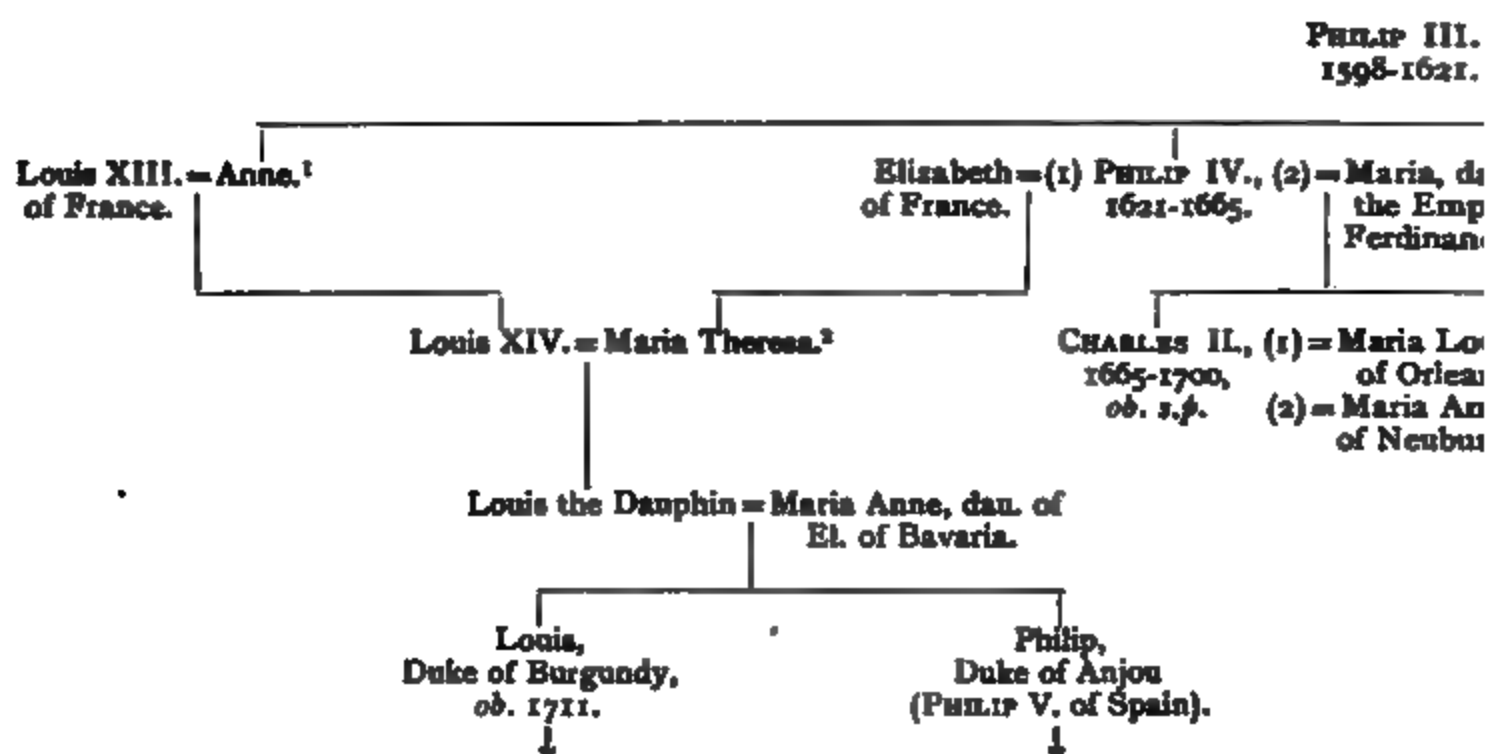 PHILIP III.
1598-1621.
Louis XIII. = Anne.¹
of France.
Elizabeth = (1) PHILIP IV., (2) = Maria, da
of France.
1621-1665.
the Emp
Ferdinan
Louis XIV. = Maria Theresa.²
CHARLES II., (1) = Maria Lo
1665-1700,
of Orlea
ob. s.p.
(2) = Maria An
of Neubu
Louis the Dauphin = Maria Anne, dau. of
El. of Bavaria.
Louis,
Duke of Burgundy,
ob. 1711.
Philip,
Duke of Anjou
(PHILIP V. of Spain).